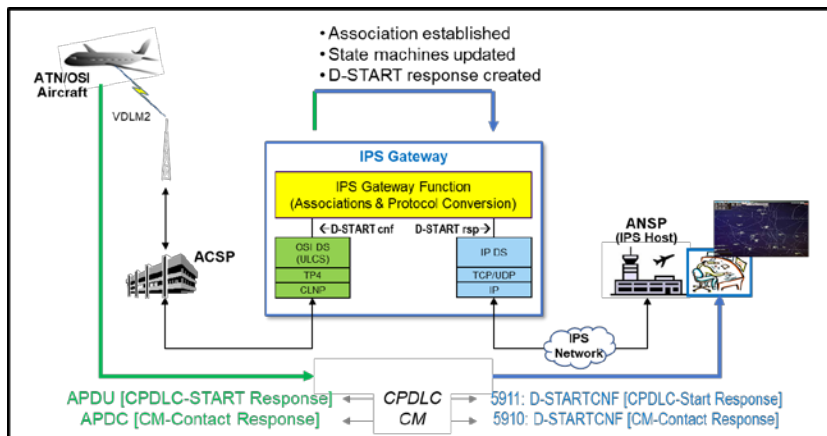 • Association established
• State machines updated
• D-START response created
ATN/OSI
Aircraft
VDLM2
IPS Gateway
IPS Gateway Function
(Associations & Protocol Conversion)
D-START cnf
D-START rsp
OSI DS
(ULCS)
TP4
CLNP
IP DS
TCP/UDP
IP
ACSP
ANSP
(IPS Host)
IPS
Network
APDU [CPDLC-START Response]
CPDLC
5911: D-STARTCNF [CPDLC-Start Response]
APDC [CM-Contact Response]
CM
5910: D-STARTCNF [CM-Contact Response]